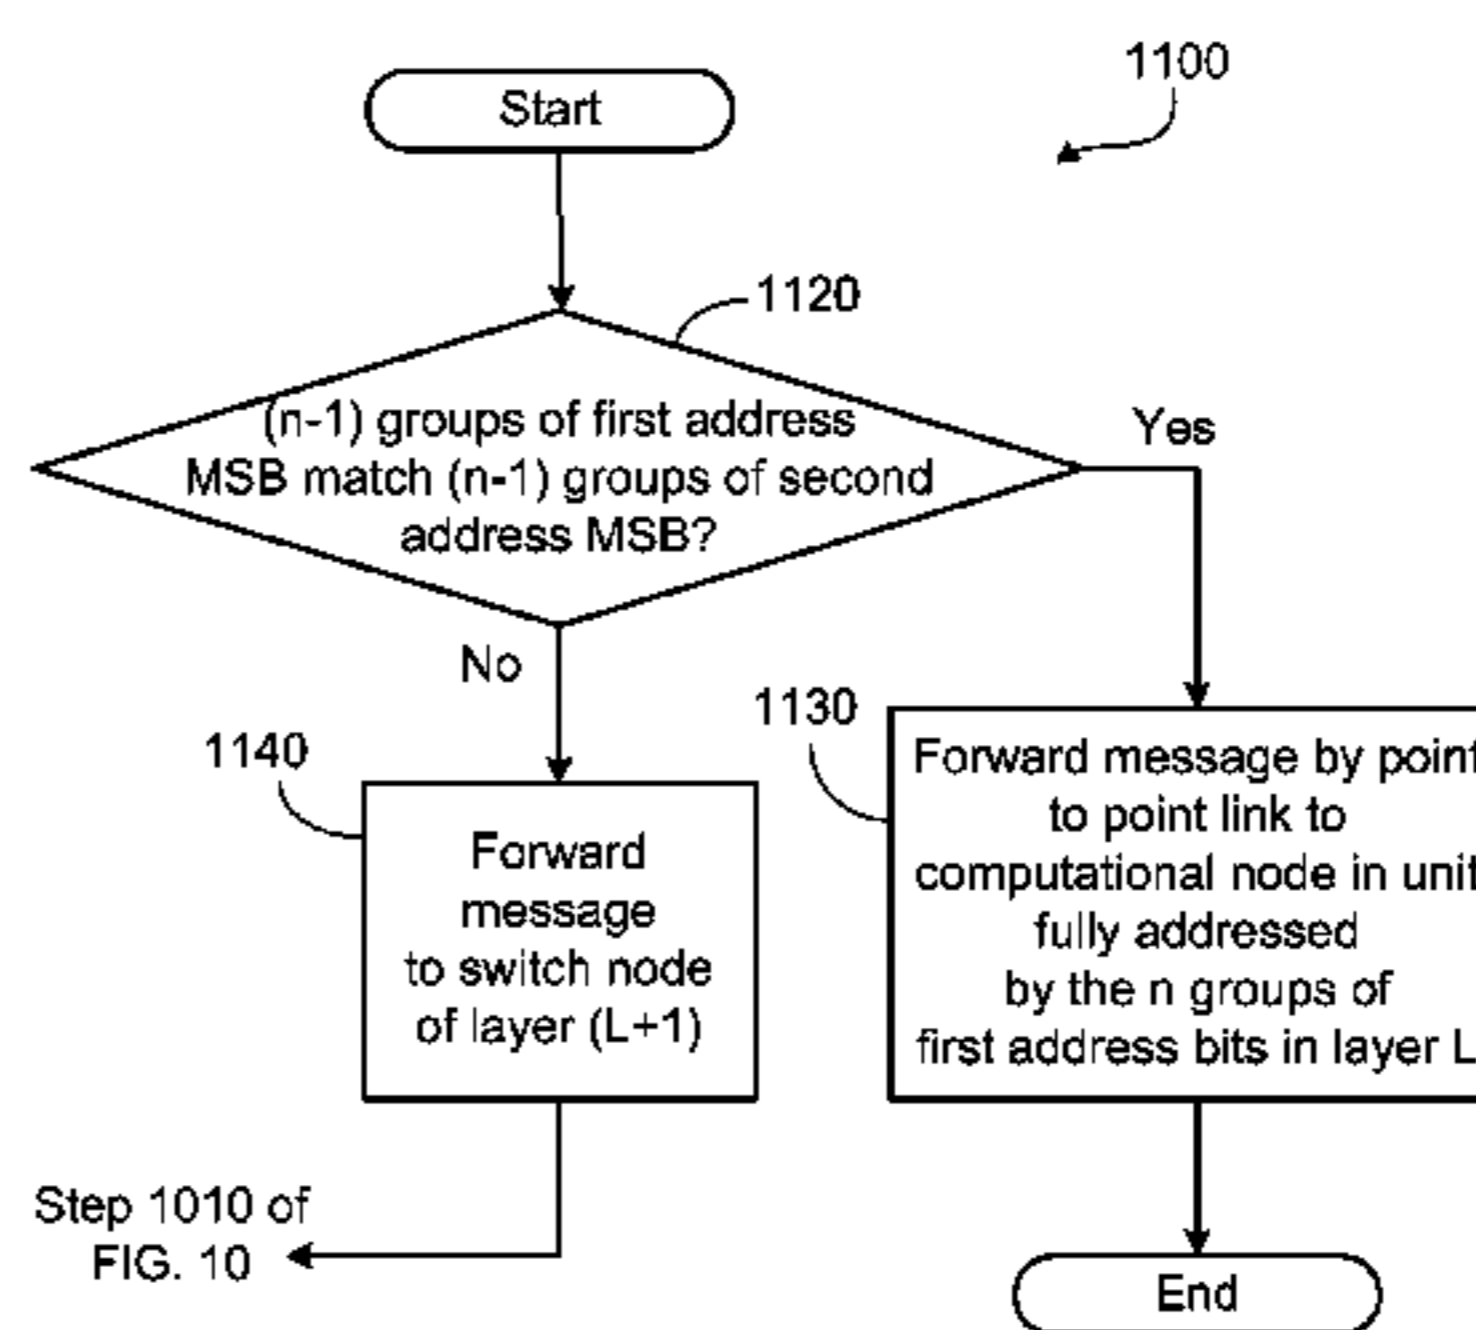 1100
Start
1120
(n-1) groups of first address
MSB match (n-1) groups of second
address MSB?
Yes
No
1130
1140
Forward message by point
to point link to
computational node in unit
fully addressed
by the n groups of
first address bits in layer L
Forward
message
to switch node
of layer (L+1)
Step 1010 of
FIG. 10
End